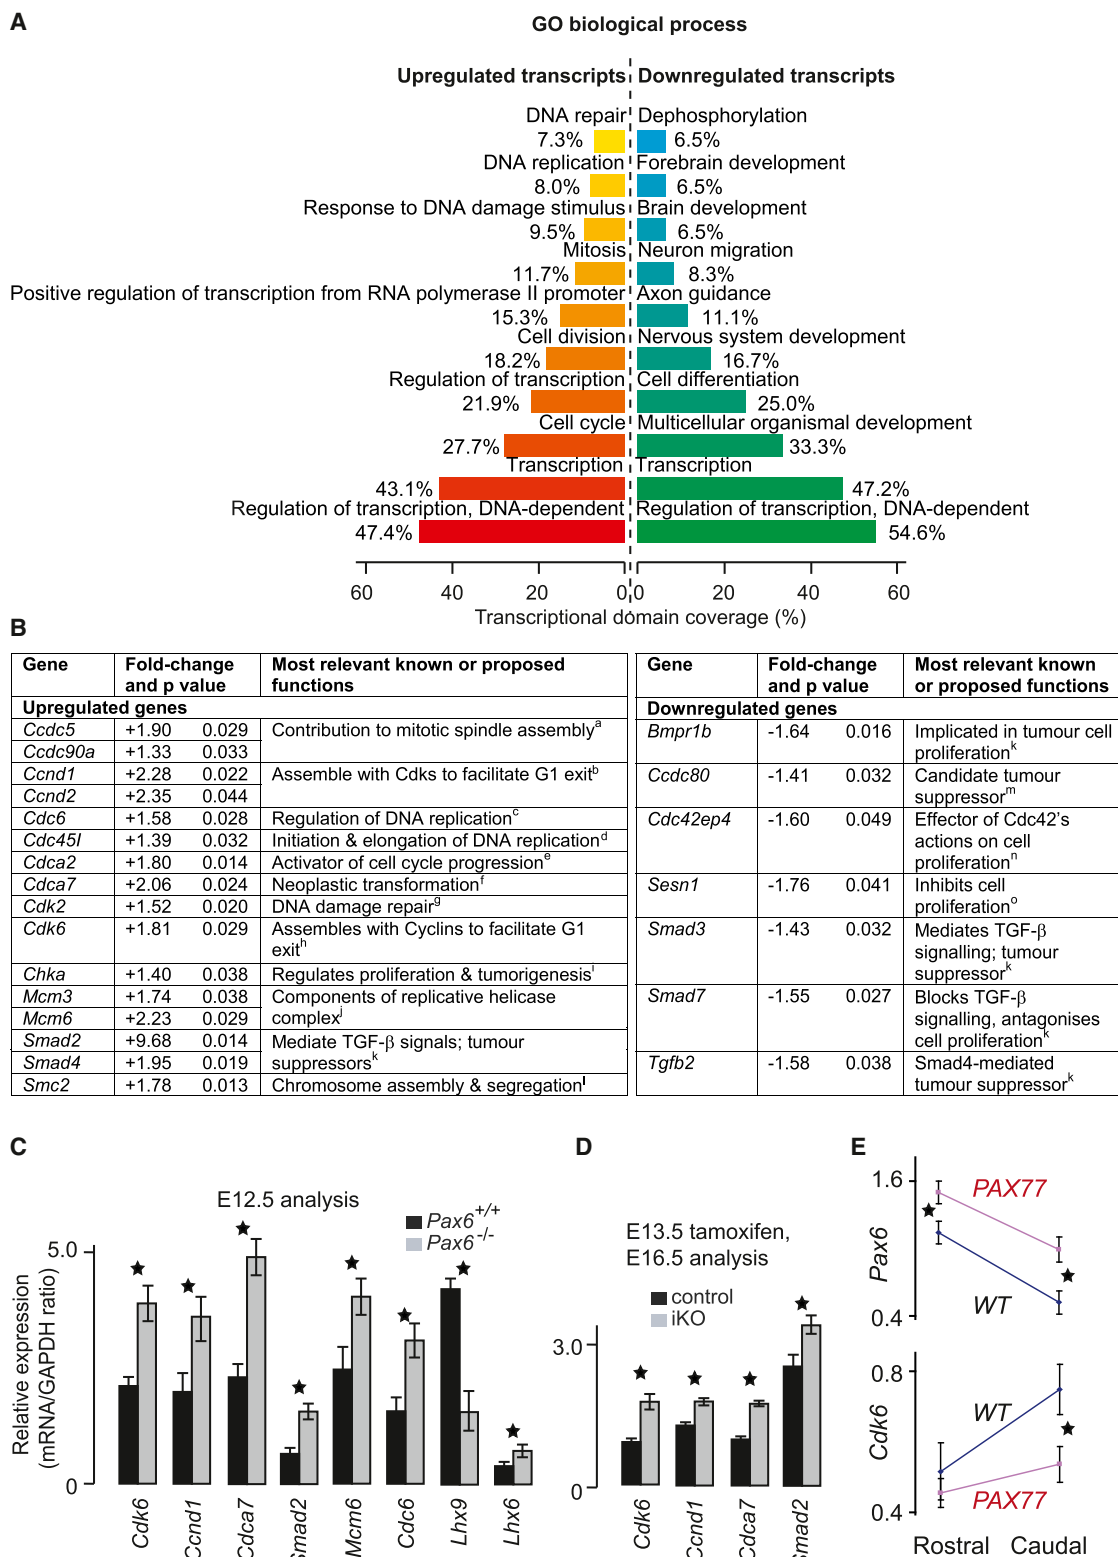 A
GO biological process
Upregulated transcripts
Downregulated transcripts
DNA repair
Dephosphorylation
7.3%
6.5%
DNA replication
Forebrain development
8.0%
6.5%
Response to DNA damage stimulus
Brain development
9.5%
6.5%
Mitosis
Neuron migration
11.7%
8.3%
Positive regulation of transcription from RNA polymerase II promoter
Axon guidance
15.3%
11.1%
Cell division
Nervous system development
18.2%
16.7%
Regulation of transcription
Cell differentiation
21.9%
25.0%
Cell cycle
Multicellular organismal development
27.7%
33.3%
Transcription
Transcription
43.1%
47.2%
Regulation of transcription, DNA-dependent
Regulation of transcription, DNA-dependent
47.4%
54.6%
60 40 20 0 0 20 40 60
Transcriptional domain coverage (%)
B
Gene Fold-change and p value Most relevant known or proposed functions
Upregulated genes
Ccdc5 +1.90 0.029 Contribution to mitotic spindle assembly^a
Ccdc90a +1.33 0.033
Ccnd1 +2.28 0.022 Assemble with Cdks to facilitate G1 exit^b
Ccnd2 +2.35 0.044
Cdc6 +1.58 0.028 Regulation of DNA replication^c
Cdc45l +1.39 0.032 Initiation & elongation of DNA replication^d
Cdca2 +1.80 0.014 Activator of cell cycle progression^e
Cdca7 +2.06 0.024 Neoplastic transformation^f
Cdk2 +1.52 0.020 DNA damage repair^g
Cdk6 +1.81 0.029 Assembles with Cyclins to facilitate G1
exit^h
Chka +1.40 0.038 Regulates proliferation & tumorigenesis^i
Mcm3 +1.74 0.038 Components of replicative helicase
Mcm6 +2.23 0.029 complex^j
Smad2 +9.68 0.014 Mediate TGF-β signals; tumour
Smad4 +1.95 0.019 suppressors^k
Smc2 +1.78 0.013 Chromosome assembly & segregation^l
Gene Fold-change and p value Most relevant known or proposed functions
Downregulated genes
Bmpr1b -1.64 0.016 Implicated in tumour cell
proliferation^k
Ccdc80 -1.41 0.032 Candidate tumour
suppressor^m
Cdc42ep4 -1.60 0.049 Effector of Cdc42's
actions on cell
proliferation^n
Sesn1 -1.76 0.041 Inhibits cell
proliferation^o
Smad3 -1.43 0.032 Mediates TGF-β
signalling; tumour
suppressor^k
Smad7 -1.55 0.027 Blocks TGF-β
signalling, antagonises
cell proliferation^k
Tgfb2 -1.58 0.038 Smad4-mediated
tumour suppressor^k
C
E12.5 analysis
Pax6+/+
Pax6-/-
Relative expression
(mRNA/GAPDH ratio)
5.0
0
Cdk6
Ccnd1
Cdca7
Smad2
Mcm6
Cdc6
Lhx9
Lhx6
D
E13.5 tamoxifen,
E16.5 analysis
control
iKO
3.0
0
Cdk6
Ccnd1
Cdca7
Smad2
E
1.6
PAX77
Pax6
WT
0.4
0.8
WT
Cdk6
PAX77
0.4
Rostral Caudal